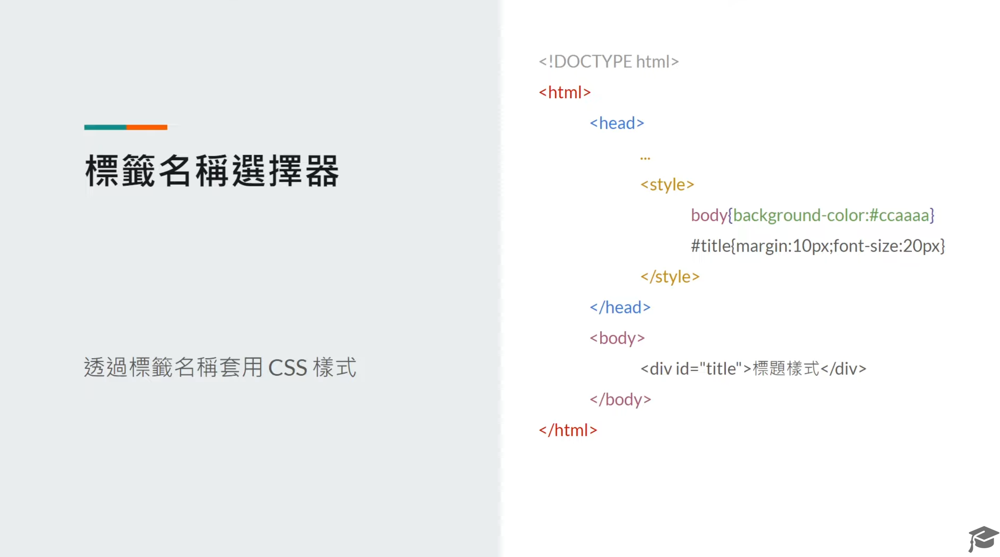 標籤名稱選擇器
透過標籤名稱套用 CSS 樣式
<!DOCTYPE html>
<html>
<head>
...
<style>
body{background-color:#ccaaaa}
#title{margin:10px;font-size:20px}
</style>
</head>
<body>
<div id="title">標題樣式</div>
</body>
</html>